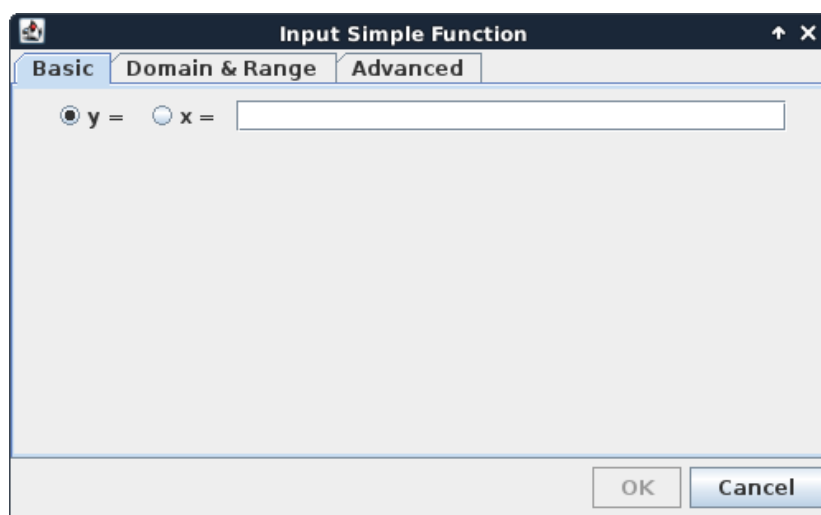 Input Simple Function
Basic Domain & Range Advanced
y = x =
OK Cancel